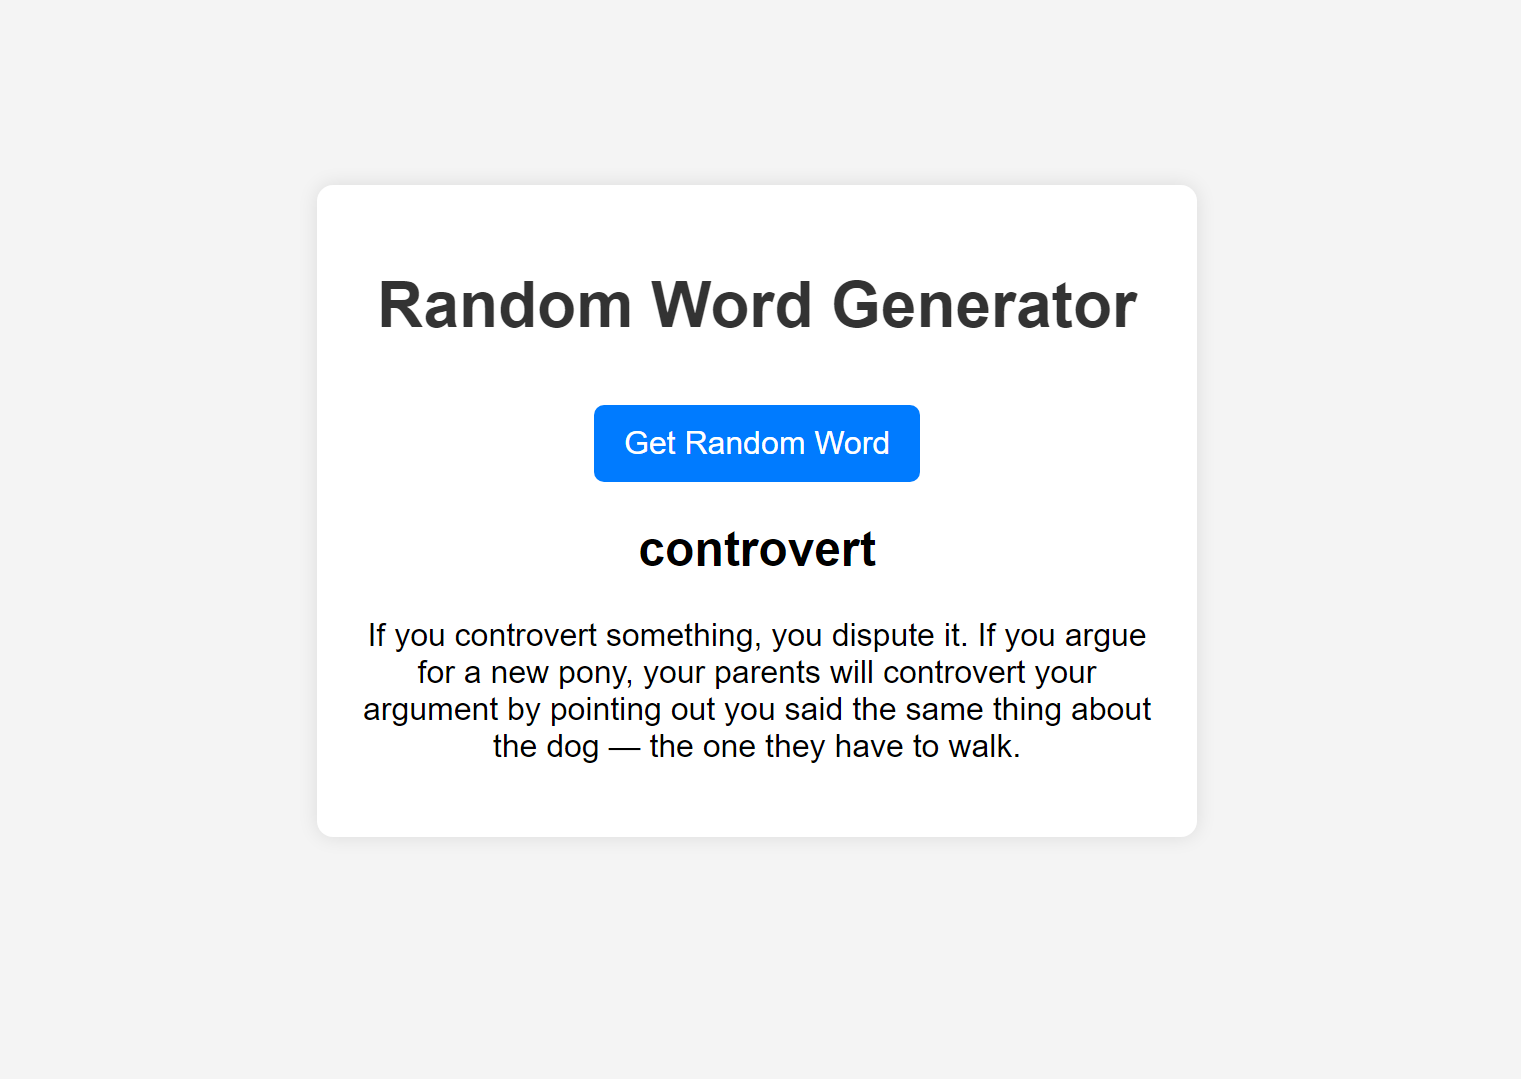 Random Word Generator
Get Random Word
controvert
If you controvert something, you dispute it. If you argue
for a new pony, your parents will controvert your
argument by pointing out you said the same thing about
the dog — the one they have to walk.